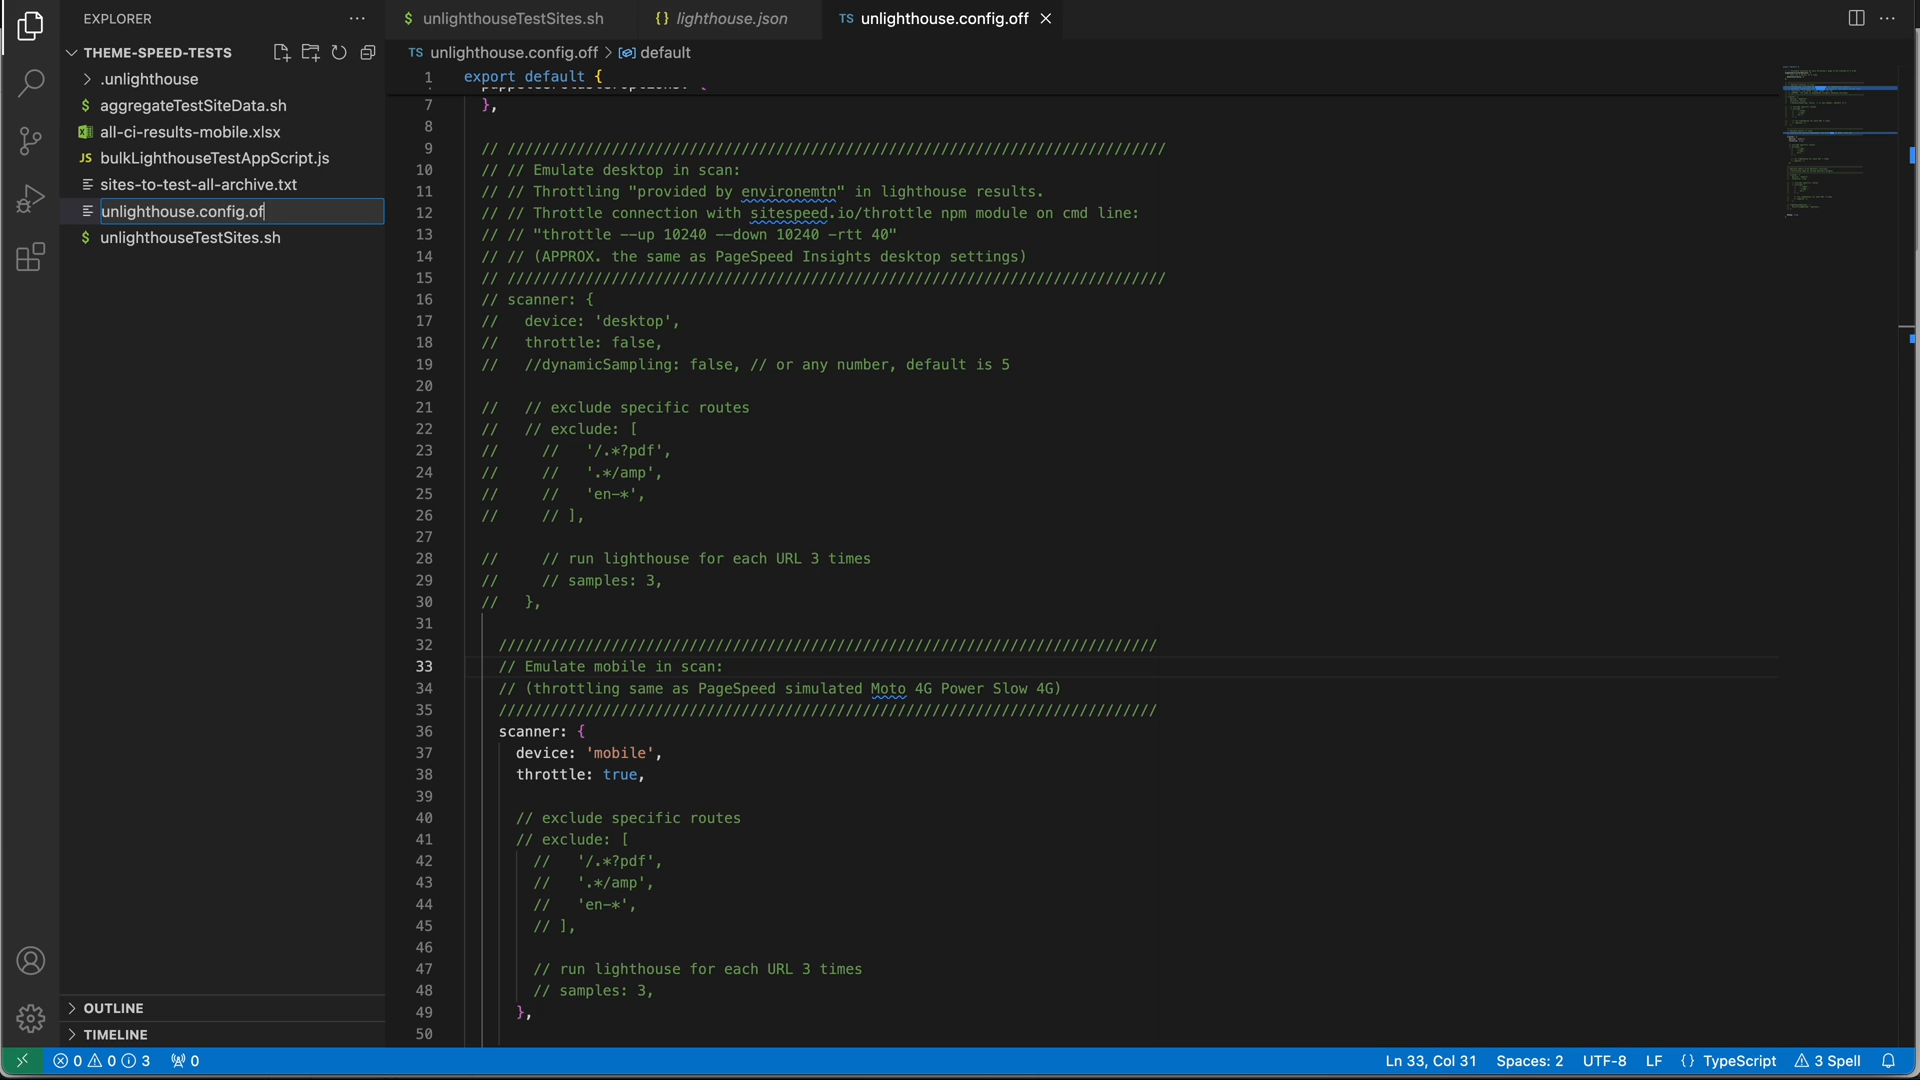 EXPLORER
THEME-SPEED-TESTS
.unlighthouse
$ aggregateTestSiteData.sh
all-ci-results-mobile.xlsx
JS bulkLighthouseTestAppScript.js
sites-to-test-all-archive.txt
unlighthouse.config.of
$ unlighthouseTestSites.sh
OUTLINE
TIMELINE
$ unlighthouseTestSites.sh
{} lighthouse.json
TS unlighthouse.config.off
TS unlighthouse.config.off > default
1 export default {
7 },
8
9 // ////////////////////////////////////////////////////////////////////////////
10 // // Emulate desktop in scan:
11 // // Throttling "provided by environemtn" in lighthouse results.
12 // // Throttle connection with sitespeed.io/throttle npm module on cmd line:
13 // // "throttle --up 10240 --down 10240 -rtt 40"
14 // // (APPROX. the same as PageSpeed Insights desktop settings)
15 // ////////////////////////////////////////////////////////////////////////////
16 // scanner: {
17 //   device: 'desktop',
18 //   throttle: false,
19 //   //dynamicSampling: false, // or any number, default is 5
20
21 //   // exclude specific routes
22 //   // exclude: [
23 //     //   '/.*?pdf',
24 //     //   '.*/amp',
25 //     //   'en-*',
26 //     // ],
27
28 //     // run lighthouse for each URL 3 times
29 //     // samples: 3,
30 //   },
31
32 ////////////////////////////////////////////////////////////////////////////
33 // Emulate mobile in scan:
34 // (throttling same as PageSpeed simulated Moto 4G Power Slow 4G)
35 ////////////////////////////////////////////////////////////////////////////
36 scanner: {
37   device: 'mobile',
38   throttle: true,
39
40   // exclude specific routes
41   // exclude: [
42     //   '/.*?pdf',
43     //   '.*/amp',
44     //   'en-*',
45     // ],
46
47     // run lighthouse for each URL 3 times
48     // samples: 3,
49   },
50
0 0 3 0
Ln 33, Col 31 Spaces: 2 UTF-8 LF {} TypeScript 3 Spell